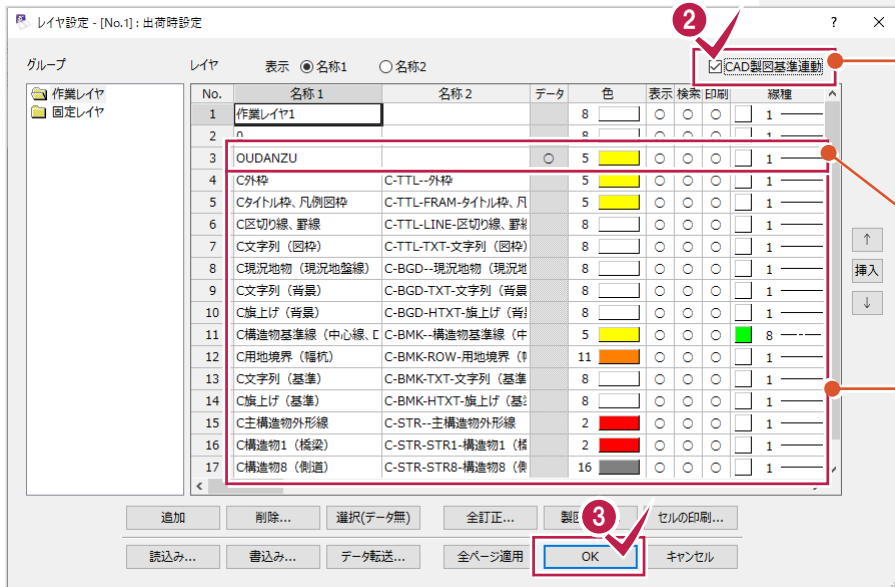 レイヤ設定 - [No.1] : 出荷時設定 ? ×
2
グループ レイヤ 表示 名称1 名称2 CAD製図基準連動
作業レイヤ
固定レイヤ
No. 名称1 名称2 データ 色 表示 検索 印刷 線種
1 作業レイヤ1 8 ○ ○ ○ 1
2 0 8 ○ ○ ○ 1
3 OUDANZU ○ 5 ○ ○ ○ 1
4 C外枠 C-TTL--外枠 5 ○ ○ ○ 1
5 Cタイトル枠、凡例図枠 C-TTL-FRAM-タイトル枠、凡 5 ○ ○ ○ 1
6 C区切り線、罫線 C-TTL-LINE-区切り線、罫線 8 ○ ○ ○ 1
7 C文字列（図枠） C-TTL-TXT-文字列（図枠） 8 ○ ○ ○ 1
8 C現況地物（現況地盤線） C-BGD--現況地物（現況地 8 ○ ○ ○ 1
9 C文字列（背景） C-BGD-TXT-文字列（背景 8 ○ ○ ○ 1
10 C旗上げ（背景） C-BGD-HTXT-旗上げ（背 8 ○ ○ ○ 1
11 C構造物基準線（中心線、 C-BMK--構造物基準線（中 5 ○ ○ ○ 8
12 C用地境界（幅杭） C-BMK-ROW-用地境界（ 11 ○ ○ ○ 1
13 C文字列（基準） C-BMK-TXT-文字列（基準 8 ○ ○ ○ 1
14 C旗上げ（基準） C-BMK-HTXT-旗上げ（基 8 ○ ○ ○ 1
15 C主構造物外形線 C-STR--主構造物外形線 2 ○ ○ ○ 1
16 C構造物1（橋梁） C-STR-STR1-構造物1（ 2 ○ ○ ○ 1
17 C構造物8（側道） C-STR-STR8-構造物8（ 16 ○ ○ ○ 1
↑
挿入
↓
追加 削除... 選択(データ無) 全訂正... 製図 セルの印刷...
3
読込み... 書込み... データ転送... 全ページ適用 OK キャンセル